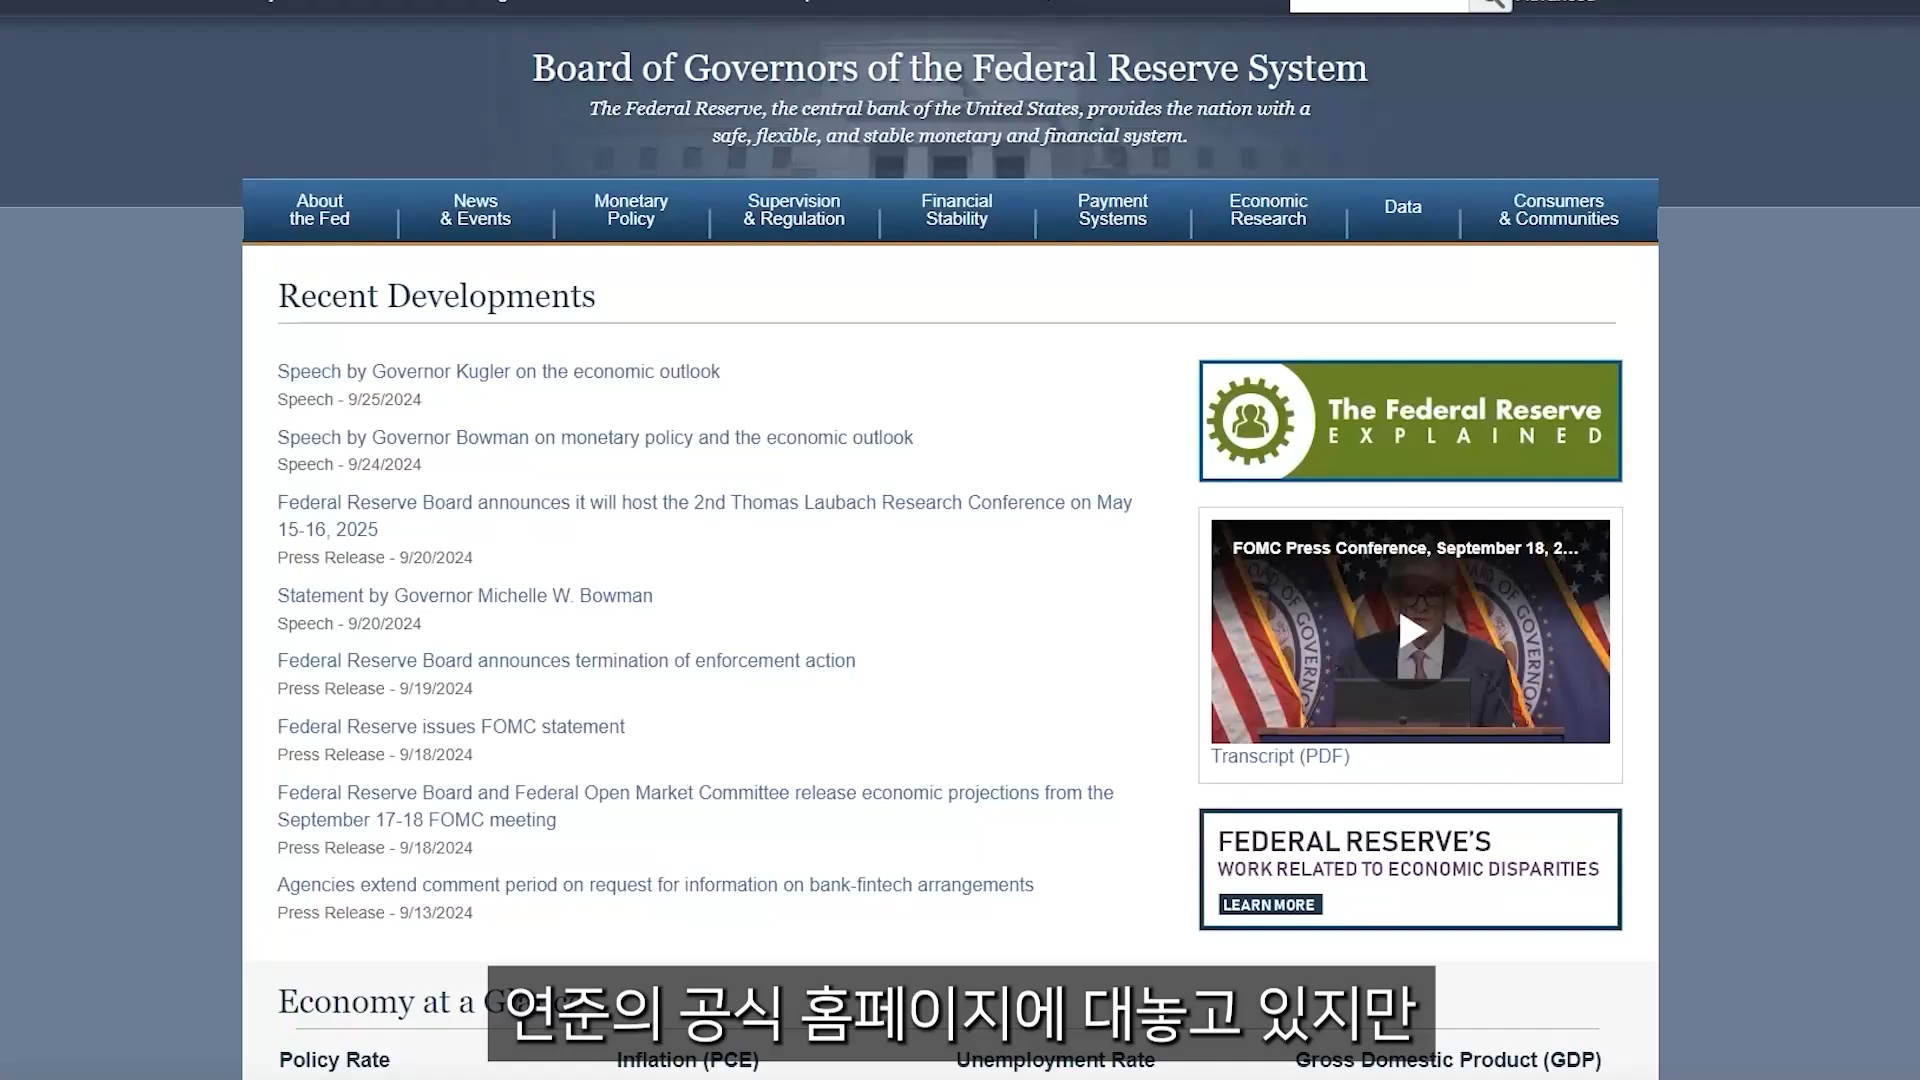 Board of Governors of the Federal Reserve System
The Federal Reserve, the central bank of the United States, provides the nation with a
safe, flexible, and stable monetary and financial system.
About
the Fed
News
& Events
Monetary
Policy
Supervision
& Regulation
Financial
Stability
Payment
Systems
Economic
Research
Data
Consumers
& Communities
Recent Developments
Speech by Governor Kugler on the economic outlook
Speech - 9/25/2024
Speech by Governor Bowman on monetary policy and the economic outlook
Speech - 9/24/2024
Federal Reserve Board announces it will host the 2nd Thomas Laubach Research Conference on May
15-16, 2025
Press Release - 9/20/2024
Statement by Governor Michelle W. Bowman
Speech - 9/20/2024
Federal Reserve Board announces termination of enforcement action
Press Release - 9/19/2024
Federal Reserve issues FOMC statement
Press Release - 9/18/2024
Federal Reserve Board and Federal Open Market Committee release economic projections from the
September 17-18 FOMC meeting
Press Release - 9/18/2024
Agencies extend comment period on request for information on bank-fintech arrangements
Press Release - 9/13/2024
The Federal Reserve
EXPLAINED
FOMC Press Conference, September 18, 2...
Transcript (PDF)
FEDERAL RESERVE'S
WORK RELATED TO ECONOMIC DISPARITIES
LEARN MORE
Economy at a
연준의 공식 홈페이지에 대놓고 있지만
Policy Rate
Inflation (PCE)
Unemployment Rate
Gross Domestic Product (GDP)